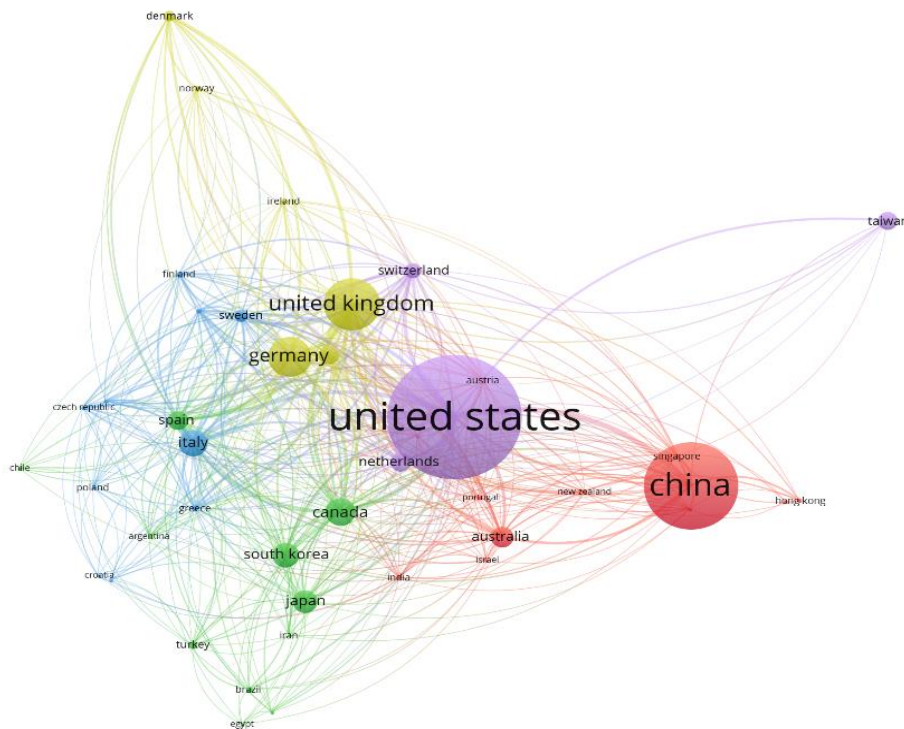 denmark
norway
ireland
taiwan
switzerland
finland
united kingdom
sweden
germany
austria
czech republic
spain
united states
italy
singapore
netherlands
chile
china
poland
portugal
new zealand
hong kong
greece
canada
argentina
australia
south korea
israel
croatia
india
japan
iran
turkey
brazil
egypt